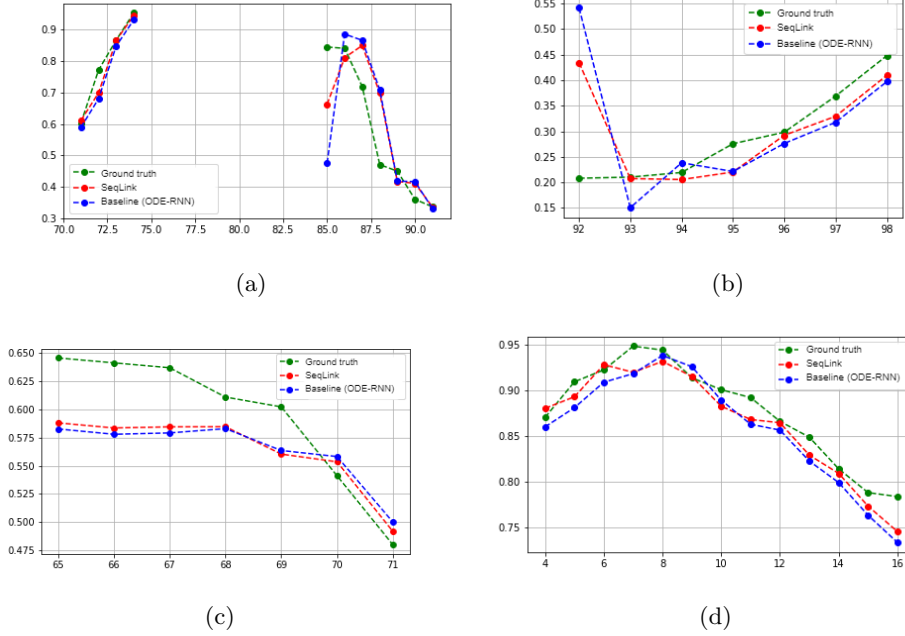 0.9
0.8
0.7
0.6
0.5
0.4
0.3
Ground truth
SeqLink
Baseline (ODE-RNN)
70.0 72.5 75.0 77.5 80.0 82.5 85.0 87.5 90.0
(a)
0.55
0.50
0.45
0.40
0.35
0.30
0.25
0.20
0.15
Ground truth
SeqLink
Baseline (ODE-RNN)
92 93 94 95 96 97 98
(b)
0.650
0.625
0.600
0.575
0.550
0.525
0.500
0.475
Ground truth
SeqLink
Baseline (ODE-RNN)
65 66 67 68 69 70 71
(c)
0.95
0.90
0.85
0.80
0.75
Ground truth
SeqLink
Baseline (ODE-RNN)
4 6 8 10 12 14 16
(d)